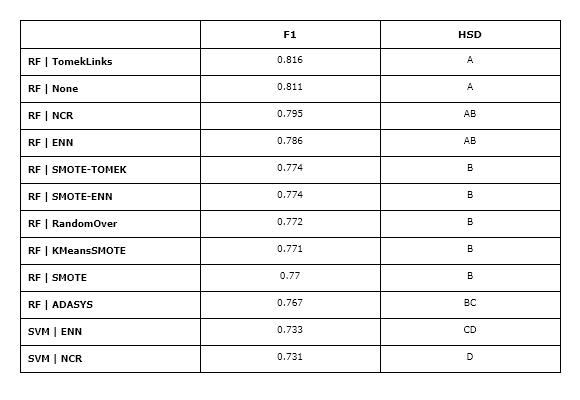 F1 HSD
RF | TomekLinks 0.816 A
RF | None 0.811 A
RF | NCR 0.795 AB
RF | ENN 0.786 AB
RF | SMOTE-TOMEK 0.774 B
RF | SMOTE-ENN 0.774 B
RF | RandomOver 0.772 B
RF | KMeansSMOTE 0.771 B
RF | SMOTE 0.77 B
RF | ADASYS 0.767 BC
SVM | ENN 0.733 CD
SVM | NCR 0.731 D